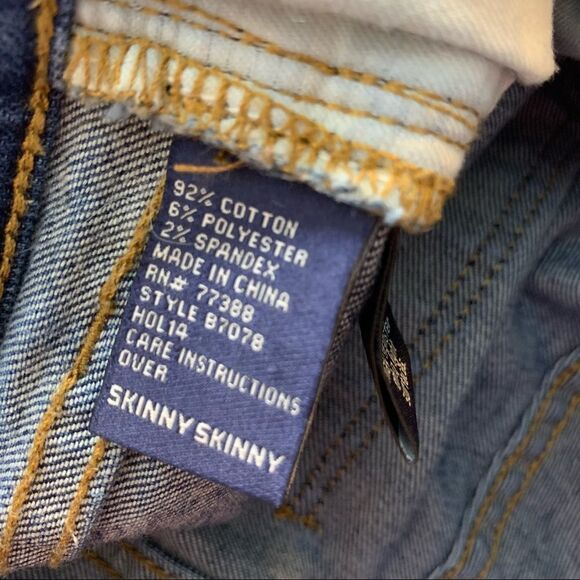 92% COTTON
6% POLYESTER
2% SPANDEX
MADE IN CHINA
RN# 77388
STYLE B7078
HOL14
CARE INSTRUCTIONS
OVER
SKINNY SKINNY